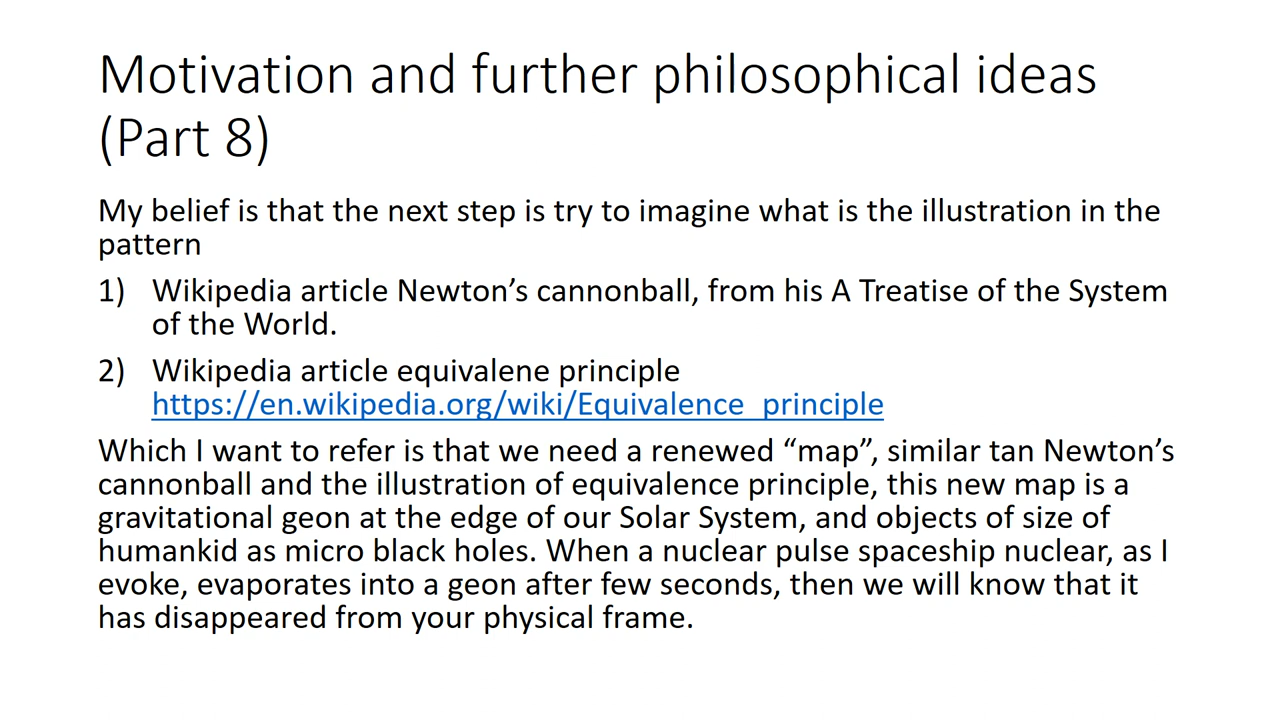 Motivation and further philosophical ideas
(Part 8)
My belief is that the next step is try to imagine what is the illustration in the
pattern
1) Wikipedia article Newton’s cannonball, from his A Treatise of the System
of the World.
2) Wikipedia article equivalene principle
https://en.wikipedia.org/wiki/Equivalence_principle
Which I want to refer is that we need a renewed “map”, similar tan Newton’s
cannonball and the illustration of equivalence principle, this new map is a
gravitational geon at the edge of our Solar System, and objects of size of
humankid as micro black holes. When a nuclear pulse spaceship nuclear, as I
evoke, evaporates into a geon after few seconds, then we will know that it
has disappeared from your physical frame.